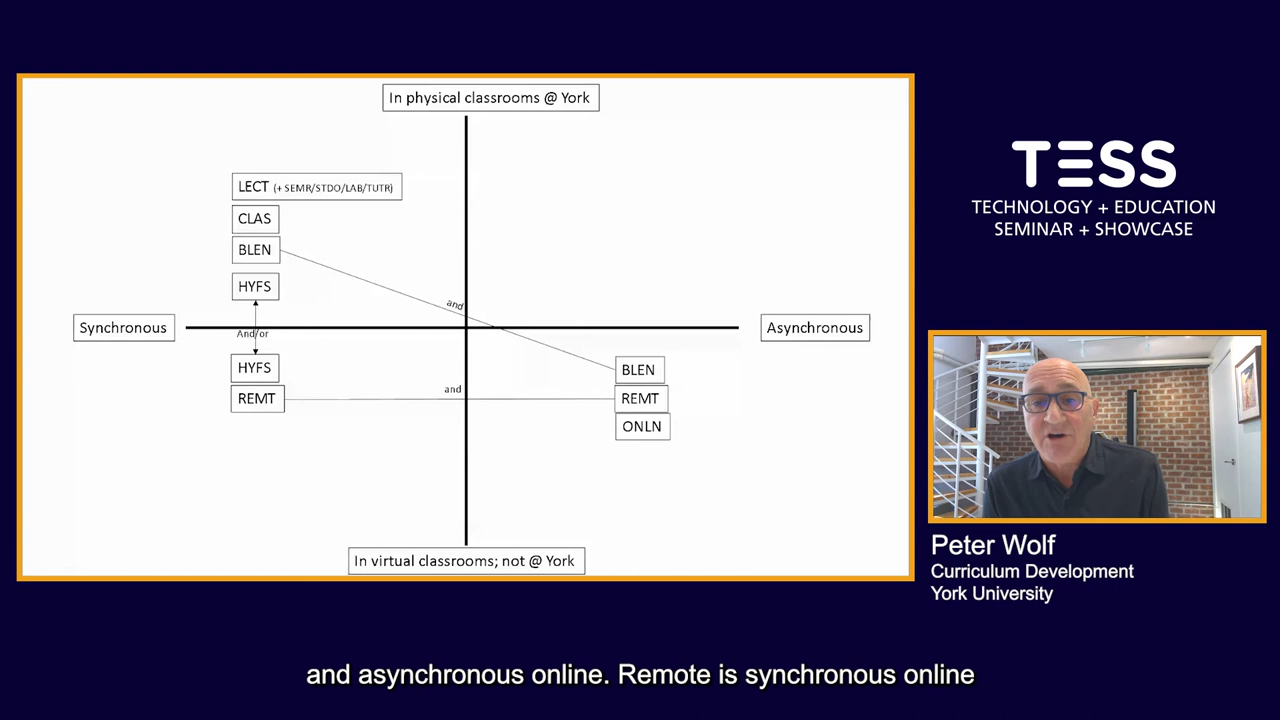 In physical classrooms @ York
LECT (+ SEMR/STDO/LAB/TUTR)
CLAS
BLEN
HYFS
and
Synchronous
And/or
Asynchronous
HYFS
REMT
and
BLEN
REMT
ONLN
In virtual classrooms; not @ York
TESS
TECHNOLOGY + EDUCATION
SEMINAR + SHOWCASE
Peter Wolf
Curriculum Development
York University
and asynchronous online. Remote is synchronous online